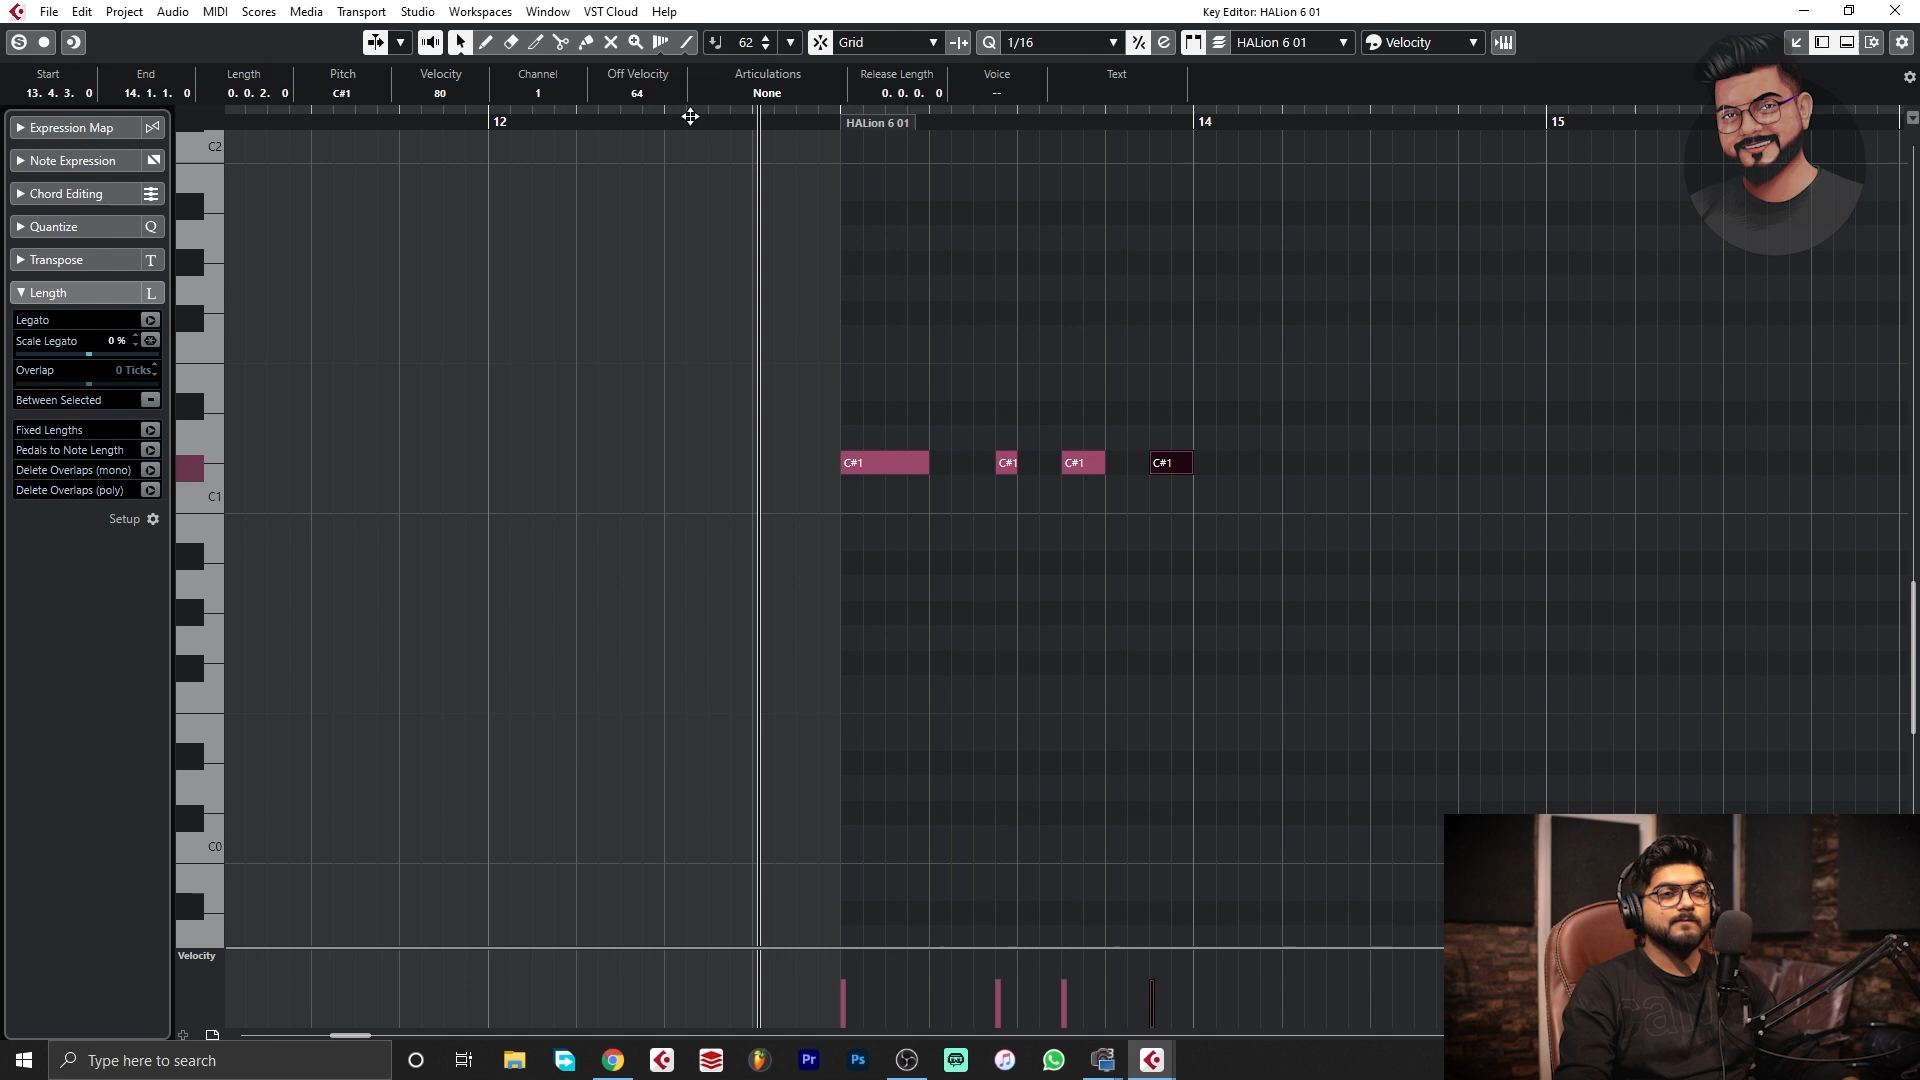 File Edit Project Audio MIDI Scores Media Transport Studio Workspaces Window VST Cloud Help
Key Editor: HALion 6 01
62 Grid Q 1/16 HALion 6 01 Velocity
Start End Length Pitch Velocity Channel Off Velocity Articulations Release Length Voice Text
13. 4. 3. 0 14. 1. 1. 0 0. 0. 2. 0 C#1 80 1 64 None 0. 0. 0. 0 --
12 HALion 6 01 14 15
Expression Map
Note Expression
Chord Editing
Quantize Q
Transpose T
Length L
Legato
Scale Legato 0 %
Overlap 0 Ticks
Between Selected
Fixed Lengths
Pedals to Note Length
Delete Overlaps (mono)
Delete Overlaps (poly)
Setup
C2
C#1 C#1 C#1 C#1
C1
C0
Velocity
Type here to search
Pr Ps